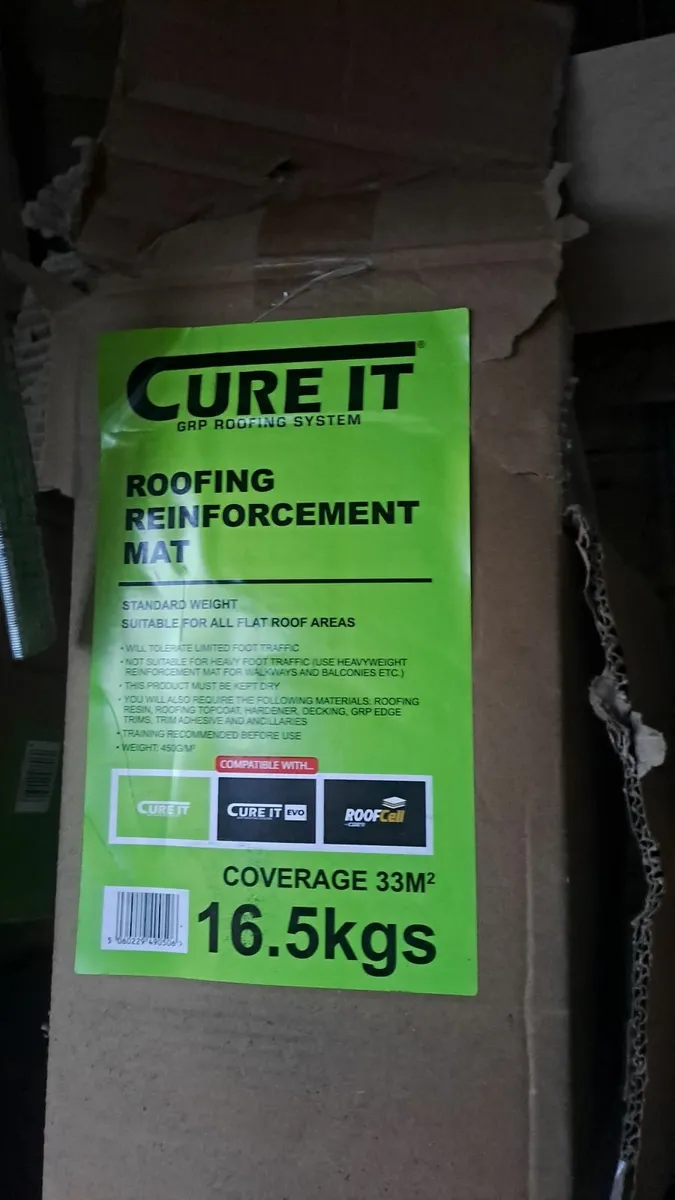 CURE IT®
GRP ROOFING SYSTEM
ROOFING
REINFORCEMENT
MAT
STANDARD WEIGHT
SUITABLE FOR ALL FLAT ROOF AREAS
• WILL TOLERATE LIMITED FOOT TRAFFIC
• NOT SUITABLE FOR HEAVY FOOT TRAFFIC (USE HEAVYWEIGHT
REINFORCEMENT MAT FOR WALKWAYS AND BALCONIES ETC.)
• THIS PRODUCT MUST BE KEPT DRY
• YOU WILL ALSO REQUIRE THE FOLLOWING MATERIALS: ROOFING
RESIN, ROOFING TOPCOAT, HARDENER, DECKING, GRP EDGE
TRIMS, TRIM ADHESIVE AND ANCILLARIES
• TRAINING RECOMMENDED BEFORE USE
• WEIGHT: 450G/M²
COMPATIBLE WITH...
CURE IT
CURE IT EVO
ROOFCell
COVERAGE 33M²
16.5kgs
5 060229 490506 >